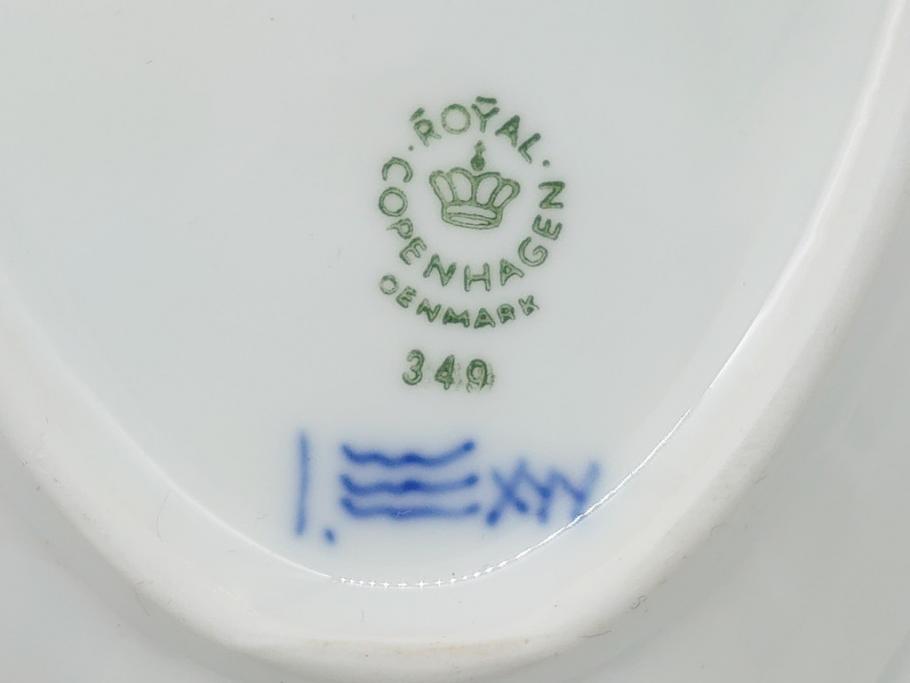 ROYAL
COPENHAGEN
DENMARK
349